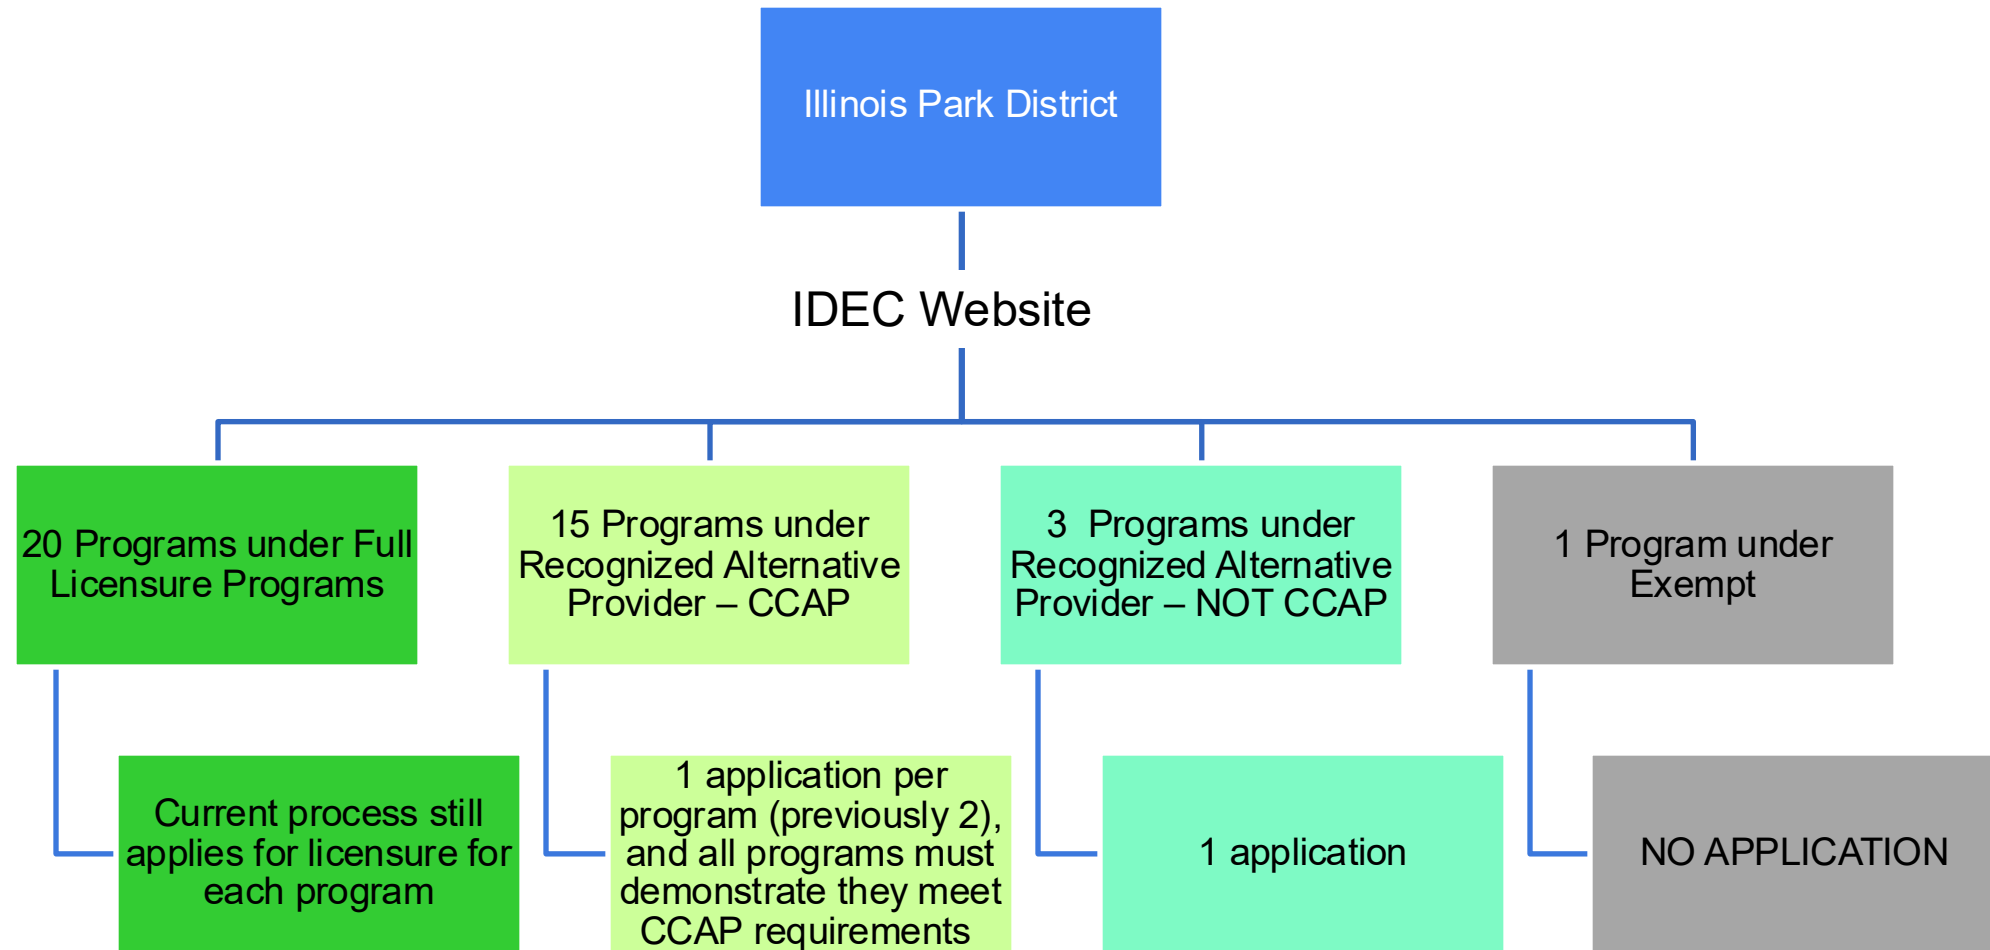 Illinois Park District
IDEC Website
20 Programs under Full
Licensure Programs
15 Programs under
Recognized Alternative
Provider – CCAP
3  Programs under
Recognized Alternative
Provider – NOT CCAP
1 Program under
Exempt
Current process still
applies for licensure for
each program
1 application per
program (previously 2),
and all programs must
demonstrate they meet
CCAP requirements
1 application
NO APPLICATION